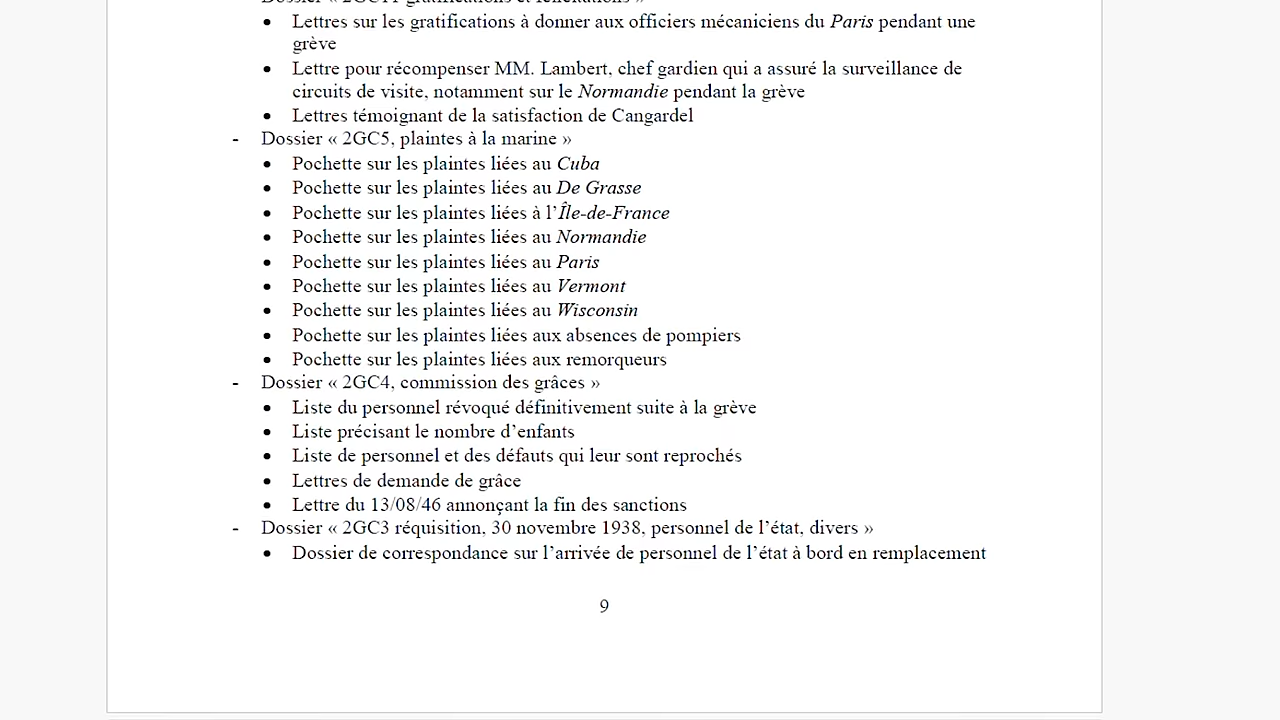 • Lettres sur les gratifications à donner aux officiers mécaniciens du Paris pendant une
grève
• Lettre pour récompenser MM. Lambert, chef gardien qui a assuré la surveillance de
circuits de visite, notamment sur le Normandie pendant la grève
• Lettres témoignant de la satisfaction de Cangardel
- Dossier « 2GC5, plaintes à la marine »
• Pochette sur les plaintes liées au Cuba
• Pochette sur les plaintes liées au De Grasse
• Pochette sur les plaintes liées à l’Île-de-France
• Pochette sur les plaintes liées au Normandie
• Pochette sur les plaintes liées au Paris
• Pochette sur les plaintes liées au Vermont
• Pochette sur les plaintes liées au Wisconsin
• Pochette sur les plaintes liées aux absences de pompiers
• Pochette sur les plaintes liées aux remorqueurs
- Dossier « 2GC4, commission des grâces »
• Liste du personnel révoqué définitivement suite à la grève
• Liste précisant le nombre d’enfants
• Liste de personnel et des défauts qui leur sont reprochés
• Lettres de demande de grâce
• Lettre du 13/08/46 annonçant la fin des sanctions
- Dossier « 2GC3 réquisition, 30 novembre 1938, personnel de l’état, divers »
• Dossier de correspondance sur l’arrivée de personnel de l’état à bord en remplacement
9